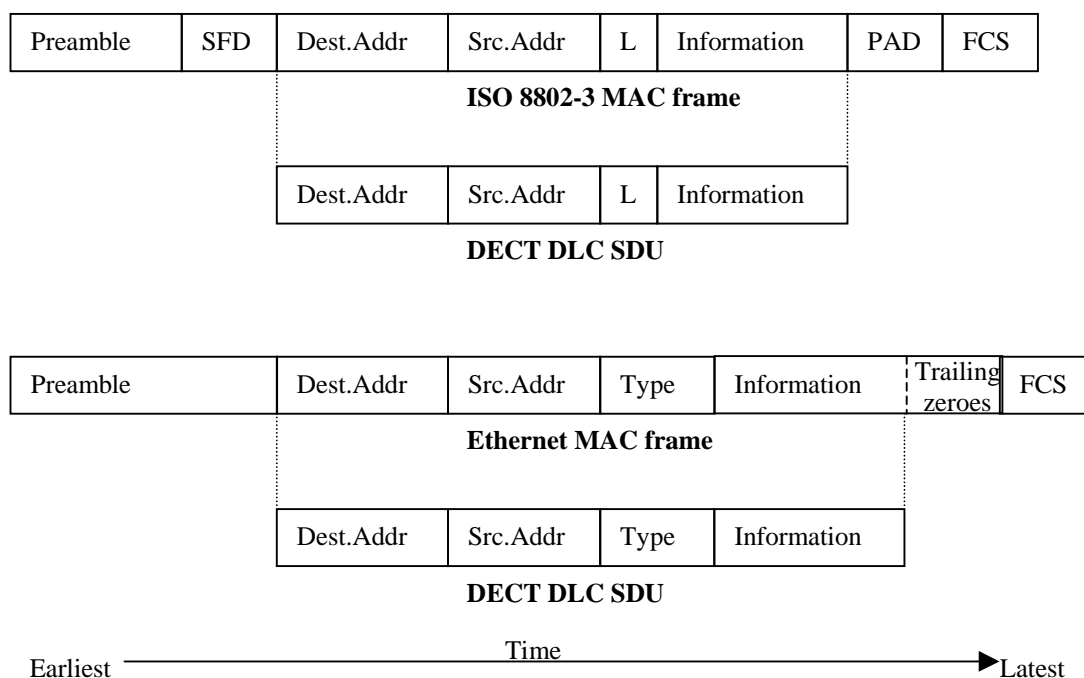 Preamble SFD Dest.Addr Src.Addr L Information PAD FCS
ISO 8802-3 MAC frame
Dest.Addr Src.Addr L Information
DECT DLC SDU
Preamble Dest.Addr Src.Addr Type Information Trailing zeroes FCS
Ethernet MAC frame
Dest.Addr Src.Addr Type Information
DECT DLC SDU
Time
Earliest Latest